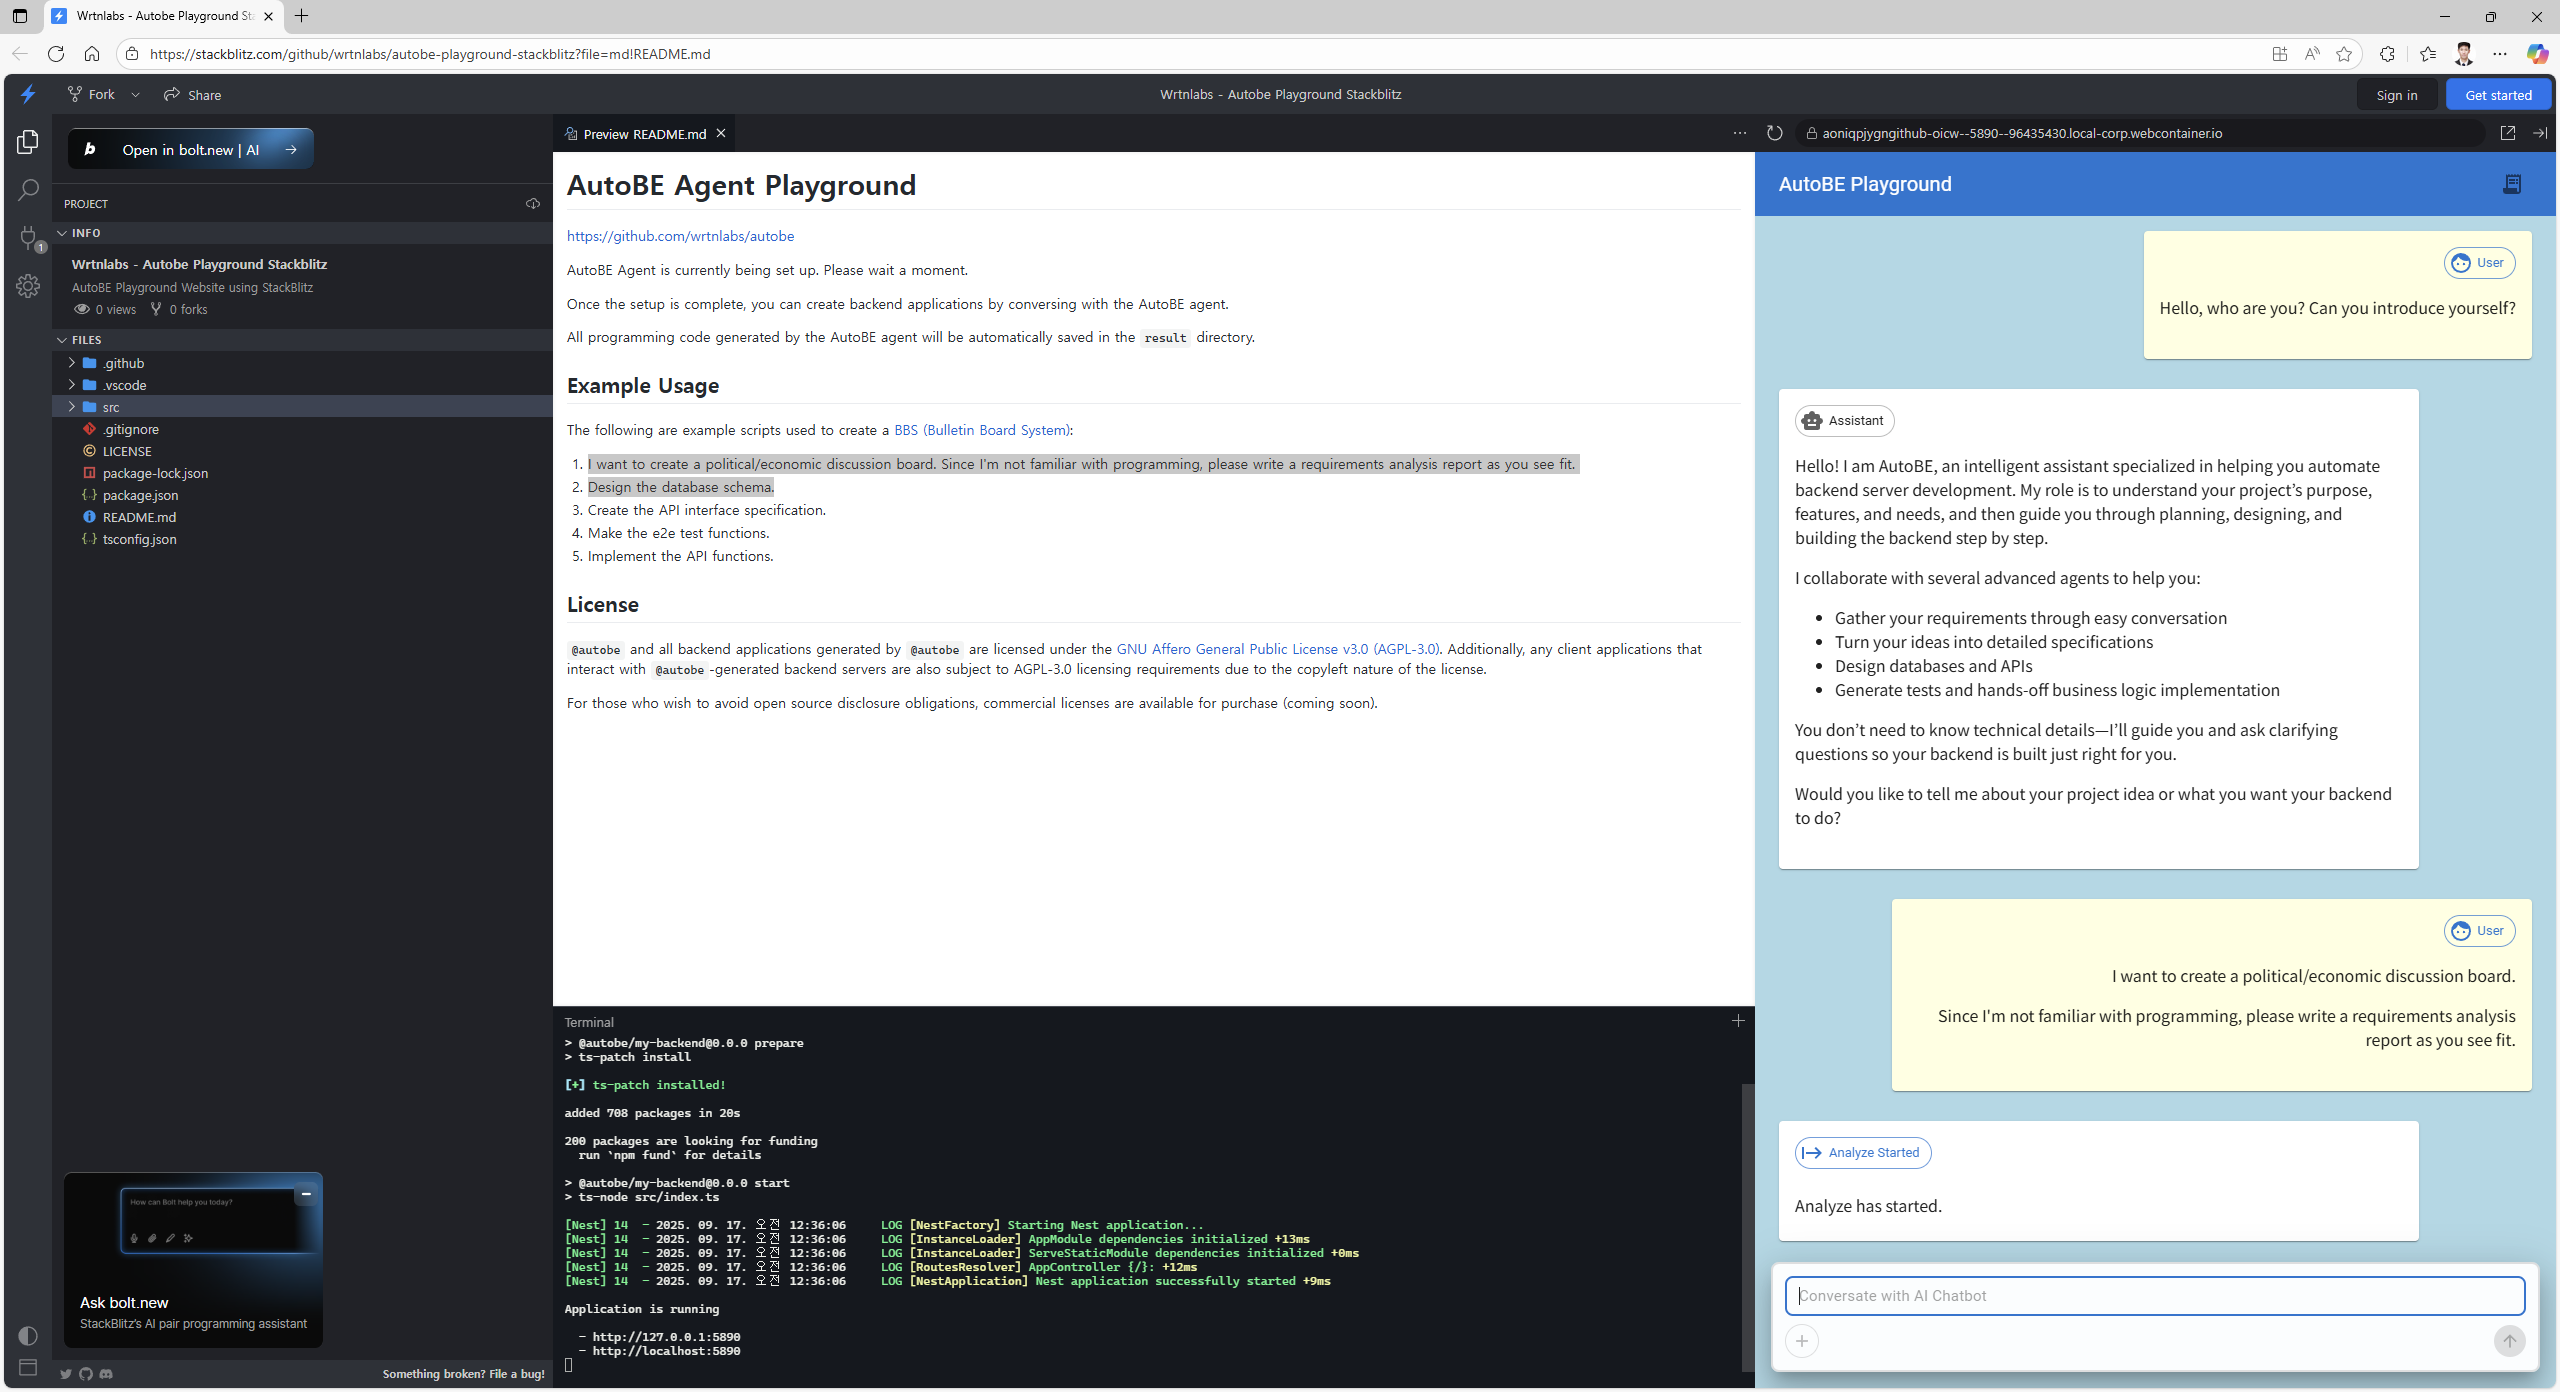 Wrtnlabs - Autobe Playground Sta
https://stackblitz.com/github/wrtnlabs/autobe-playground-stackblitz?file=md!README.md
Fork
Share
Wrtnlabs - Autobe Playground Stackblitz
Sign in
Get started
b Open in bolt.new | AI →
PROJECT
INFO
Wrtnlabs - Autobe Playground Stackblitz
AutoBE Playground Website using StackBlitz
0 views 0 forks
FILES
.github
.vscode
src
.gitignore
LICENSE
package-lock.json
package.json
README.md
tsconfig.json
1
How can Bolt help you today?
Ask bolt.new
StackBlitz's AI pair programming assistant
Something broken? File a bug!
Preview README.md
AutoBE Agent Playground
https://github.com/wrtnlabs/autobe
AutoBE Agent is currently being set up. Please wait a moment.
Once the setup is complete, you can create backend applications by conversing with the AutoBE agent.
All programming code generated by the AutoBE agent will be automatically saved in the result directory.
Example Usage
The following are example scripts used to create a BBS (Bulletin Board System):
1. I want to create a political/economic discussion board. Since I'm not familiar with programming, please write a requirements analysis report as you see fit.
2. Design the database schema.
3. Create the API interface specification.
4. Make the e2e test functions.
5. Implement the API functions.
License
@autobe and all backend applications generated by @autobe are licensed under the GNU Affero General Public License v3.0 (AGPL-3.0). Additionally, any client applications that
interact with @autobe-generated backend servers are also subject to AGPL-3.0 licensing requirements due to the copyleft nature of the license.
For those who wish to avoid open source disclosure obligations, commercial licenses are available for purchase (coming soon).
Terminal
> @autobe/my-backend@0.0.0 prepare
> ts-patch install
[+] ts-patch installed!
added 708 packages in 20s
200 packages are looking for funding
run `npm fund` for details
> @autobe/my-backend@0.0.0 start
> ts-node src/index.ts
[Nest] 14 - 2025. 09. 17. 오전 12:36:06 LOG [NestFactory] Starting Nest application...
[Nest] 14 - 2025. 09. 17. 오전 12:36:06 LOG [InstanceLoader] AppModule dependencies initialized +13ms
[Nest] 14 - 2025. 09. 17. 오전 12:36:06 LOG [InstanceLoader] ServeStaticModule dependencies initialized +0ms
[Nest] 14 - 2025. 09. 17. 오전 12:36:06 LOG [RoutesResolver] AppController {/}: +12ms
[Nest] 14 - 2025. 09. 17. 오전 12:36:06 LOG [NestApplication] Nest application successfully started +9ms
Application is running
- http://127.0.0.1:5890
- http://localhost:5890
aoniqpjygngithub-oicw--5890--96435430.local-corp.webcontainer.io
AutoBE Playground
User
Hello, who are you? Can you introduce yourself?
Assistant
Hello! I am AutoBE, an intelligent assistant specialized in helping you automate
backend server development. My role is to understand your project’s purpose,
features, and needs, and then guide you through planning, designing, and
building the backend step by step.
I collaborate with several advanced agents to help you:
• Gather your requirements through easy conversation
• Turn your ideas into detailed specifications
• Design databases and APIs
• Generate tests and hands-off business logic implementation
You don’t need to know technical details—I’ll guide you and ask clarifying
questions so your backend is built just right for you.
Would you like to tell me about your project idea or what you want your backend
to do?
User
I want to create a political/economic discussion board.
Since I'm not familiar with programming, please write a requirements analysis
report as you see fit.
Analyze Started
Analyze has started.
Conversate with AI Chatbot